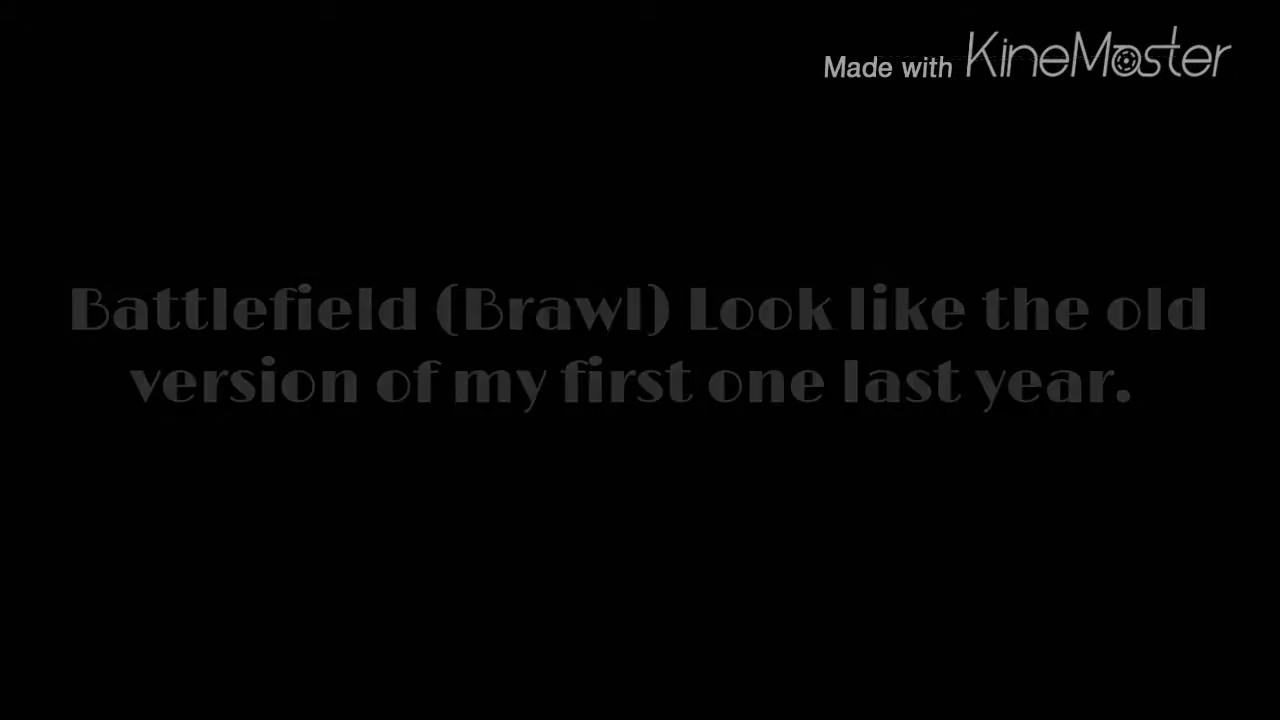 Made with KineMaster
Battlefield (Brawl) Look like the old
version of my first one last year.